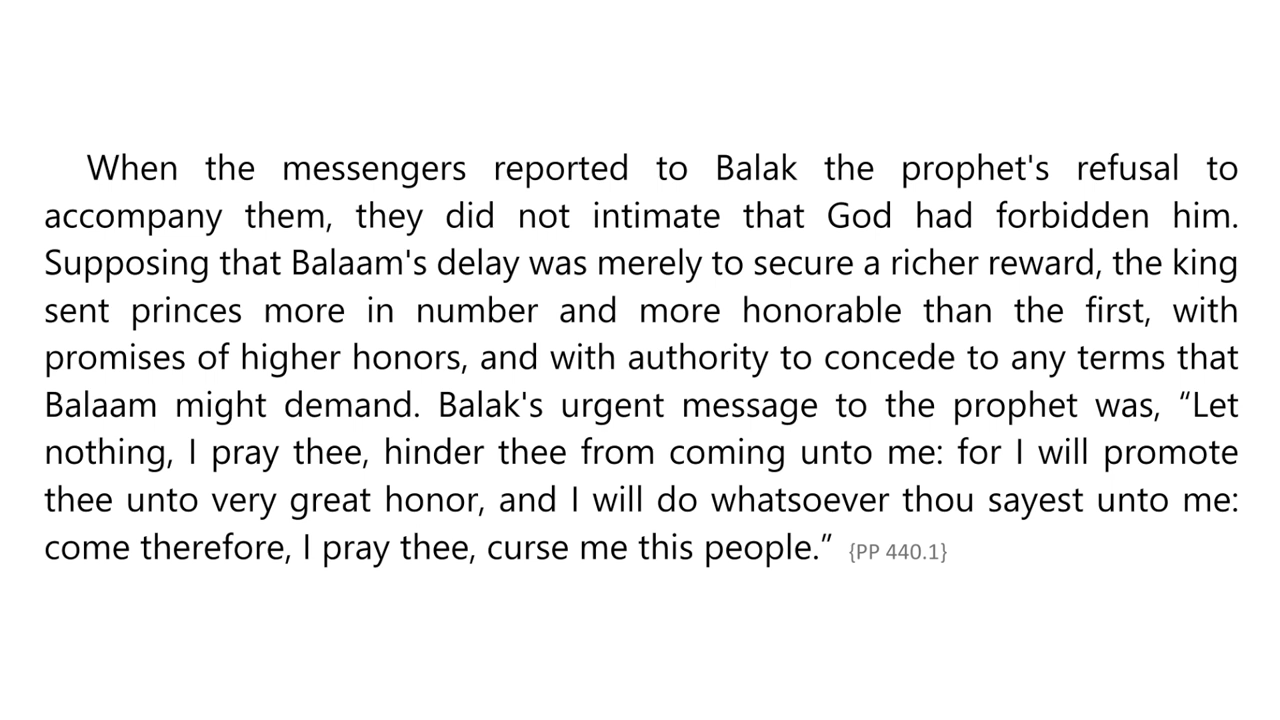 When the messengers reported to Balak the prophet's refusal to
accompany them, they did not intimate that God had forbidden him.
Supposing that Balaam's delay was merely to secure a richer reward, the king
sent princes more in number and more honorable than the first, with
promises of higher honors, and with authority to concede to any terms that
Balaam might demand. Balak's urgent message to the prophet was, “Let
nothing, I pray thee, hinder thee from coming unto me: for I will promote
thee unto very great honor, and I will do whatsoever thou sayest unto me:
come therefore, I pray thee, curse me this people.” {PP 440.1}